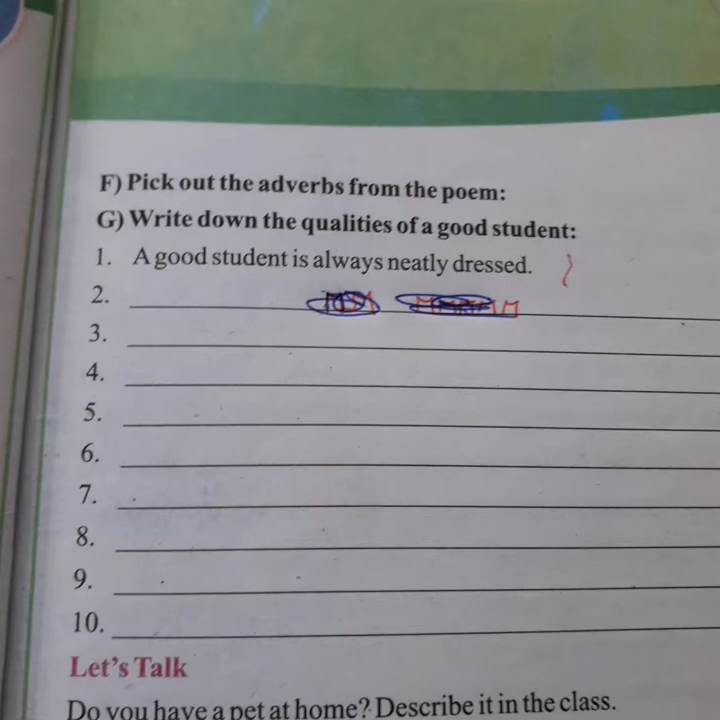 F) Pick out the adverbs from the poem:
G) Write down the qualities of a good student:
1. A good student is always neatly dressed.
2.
3.
4.
5.
6.
7.
8.
9.
10.
Let's Talk
Do you have a pet at home? Describe it in the class.